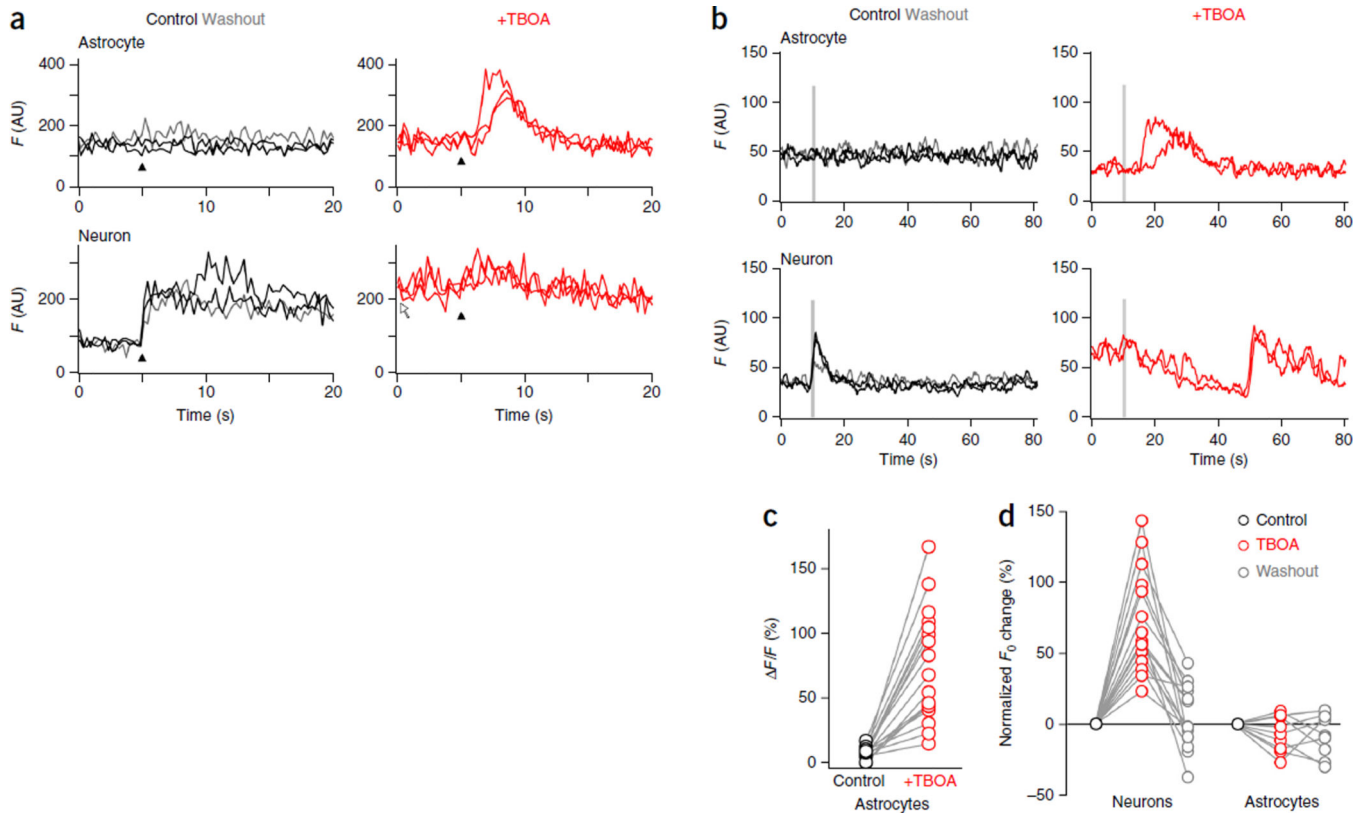 a
Control Washout
+TBOA
Astrocyte
400
200
0
F (AU)
0 10 20
400
200
0
0 10 20
Neuron
200
0
F (AU)
0 10 20
Time (s)
200
0
0 10 20
Time (s)
b
Control Washout
+TBOA
Astrocyte
150
100
50
0
F (AU)
0 20 40 60 80
150
100
50
0
0 20 40 60 80
Neuron
150
100
50
0
F (AU)
0 20 40 60 80
Time (s)
150
100
50
0
0 20 40 60 80
Time (s)
c
150
100
50
0
ΔF/F (%)
Control +TBOA
Astrocytes
d
150
100
50
0
–50
Normalized F0 change (%)
Control
TBOA
Washout
Neurons Astrocytes